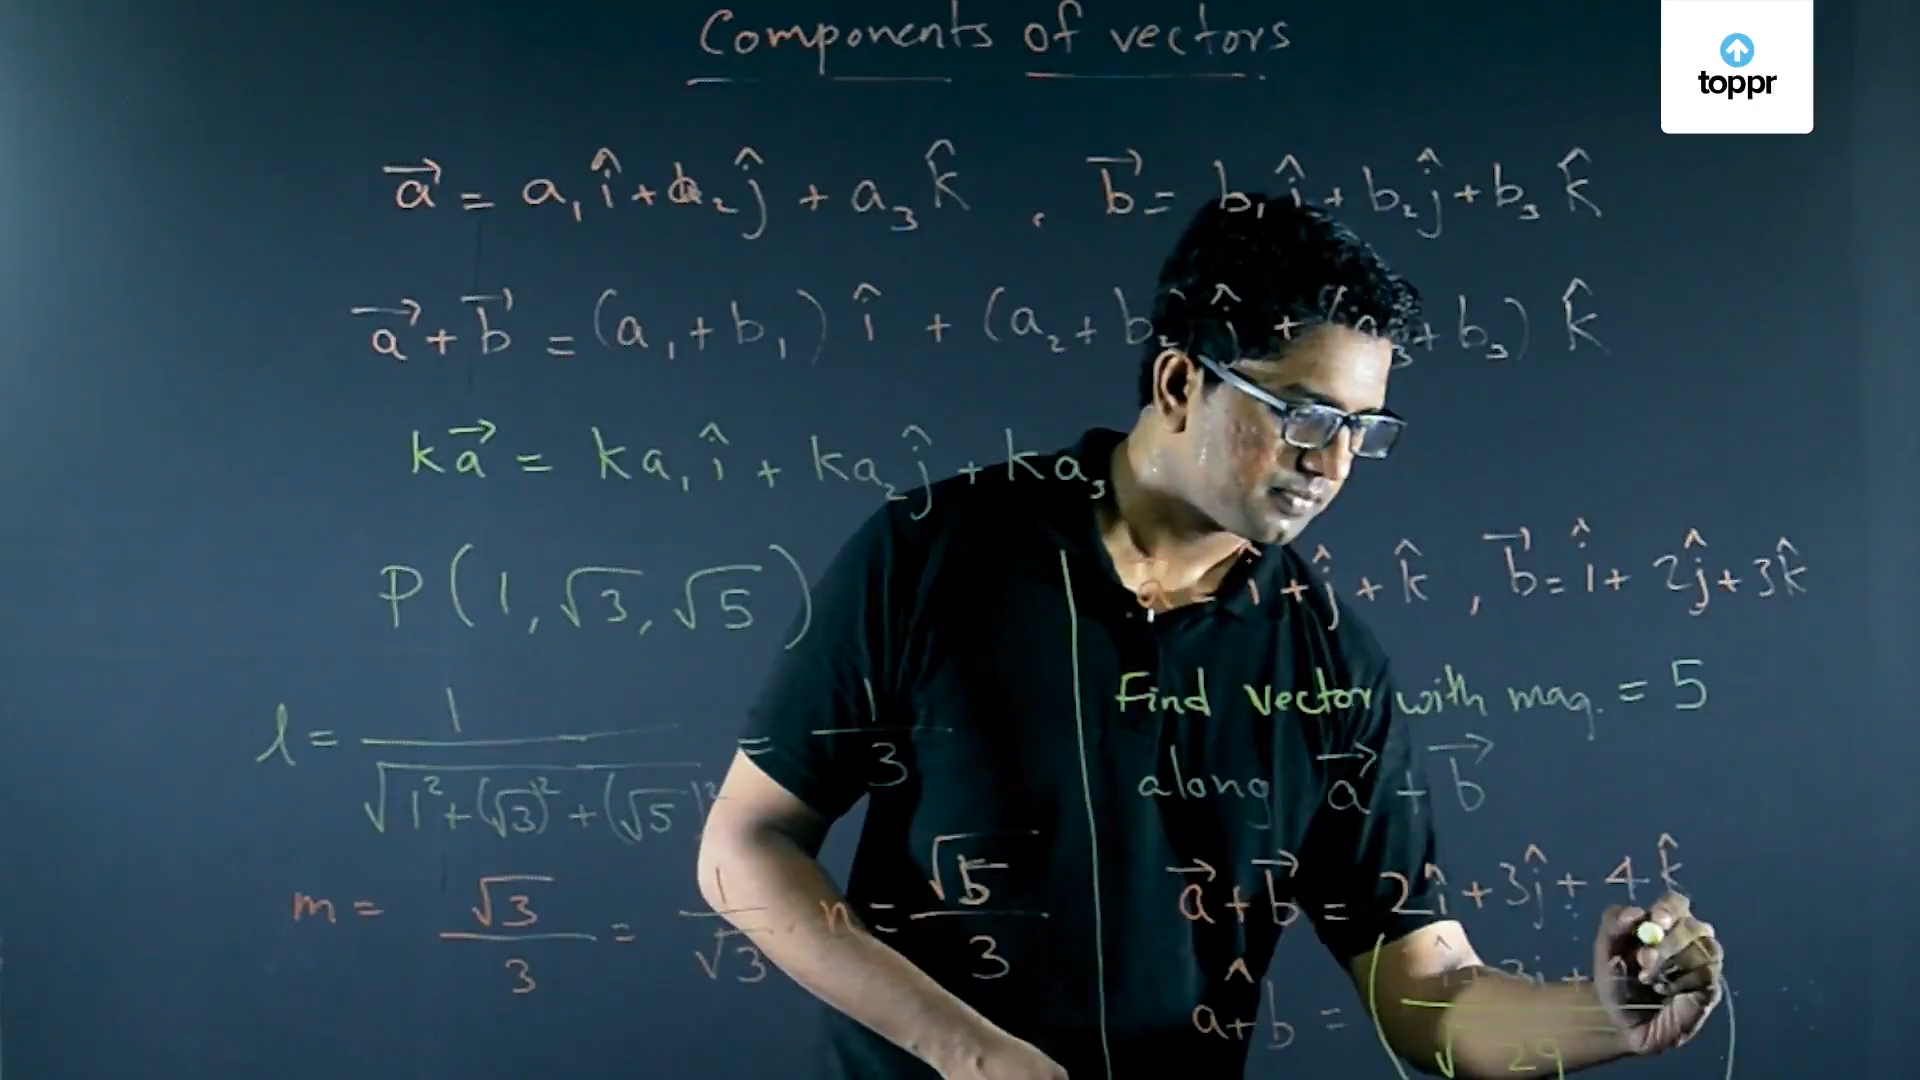 Components of vectors
toppr
a⃗ = a₁î + a₂ĵ + a₃k̂ , b⃗ = b₁î + b₂ĵ + b₃k̂
a⃗ + b⃗ = (a₁ + b₁) î + (a₂ + b₂) ĵ + (a₃ + b₃) k̂
ka⃗ = ka₁î + ka₂ĵ + ka₃
P(1, √3, √5)
l = 1/√(1² + (√3)² + (√5)²) = 1/3
m = √3/3 = 1/√3 , n = √5/3
a⃗ = î + ĵ + k̂ , b⃗ = î + 2ĵ + 3k̂
Find vector with mag. = 5
along a⃗ + b⃗
a⃗ + b⃗ = 2î + 3ĵ + 4k̂
â+b = ( î + 3j + /√29 )